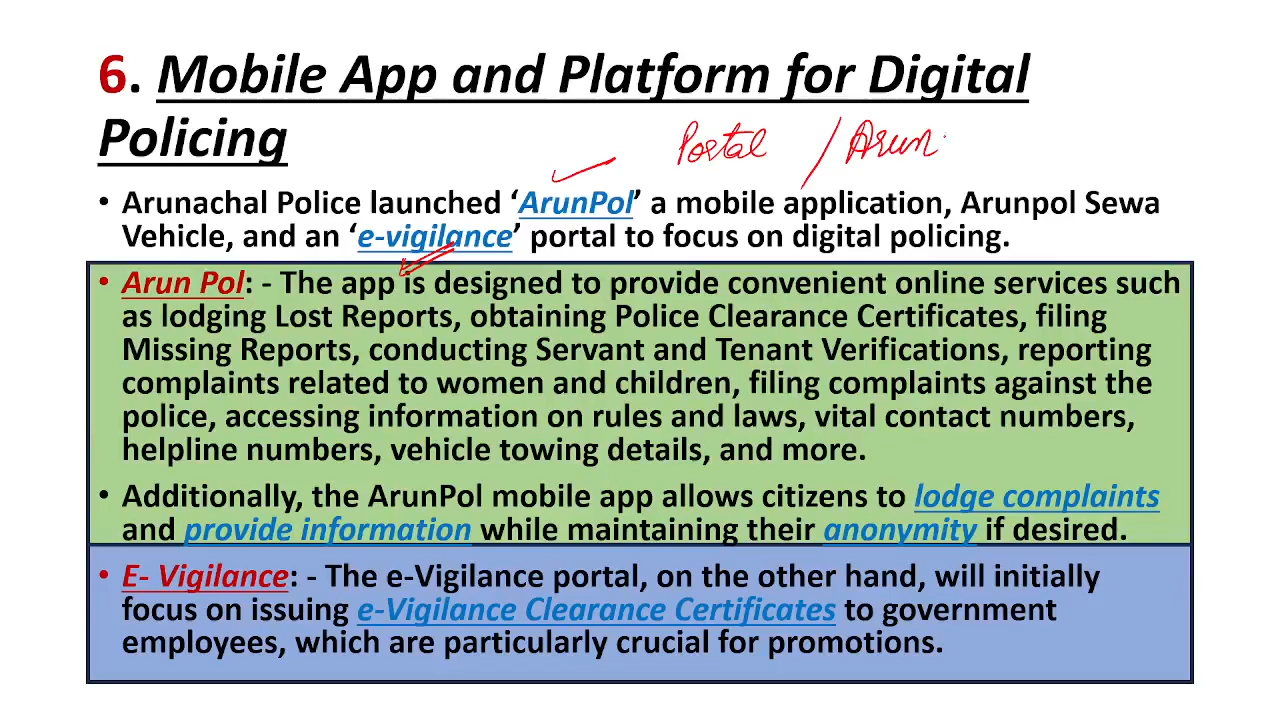 6. Mobile App and Platform for Digital
Policing
Portal / Arun
• Arunachal Police launched ‘ArunPol’ a mobile application, Arunpol Sewa
Vehicle, and an ‘e-vigilance’ portal to focus on digital policing.
• Arun Pol: - The app is designed to provide convenient online services such
as lodging Lost Reports, obtaining Police Clearance Certificates, filing
Missing Reports, conducting Servant and Tenant Verifications, reporting
complaints related to women and children, filing complaints against the
police, accessing information on rules and laws, vital contact numbers,
helpline numbers, vehicle towing details, and more.
• Additionally, the ArunPol mobile app allows citizens to lodge complaints
and provide information while maintaining their anonymity if desired.
• E- Vigilance: - The e-Vigilance portal, on the other hand, will initially
focus on issuing e-Vigilance Clearance Certificates to government
employees, which are particularly crucial for promotions.